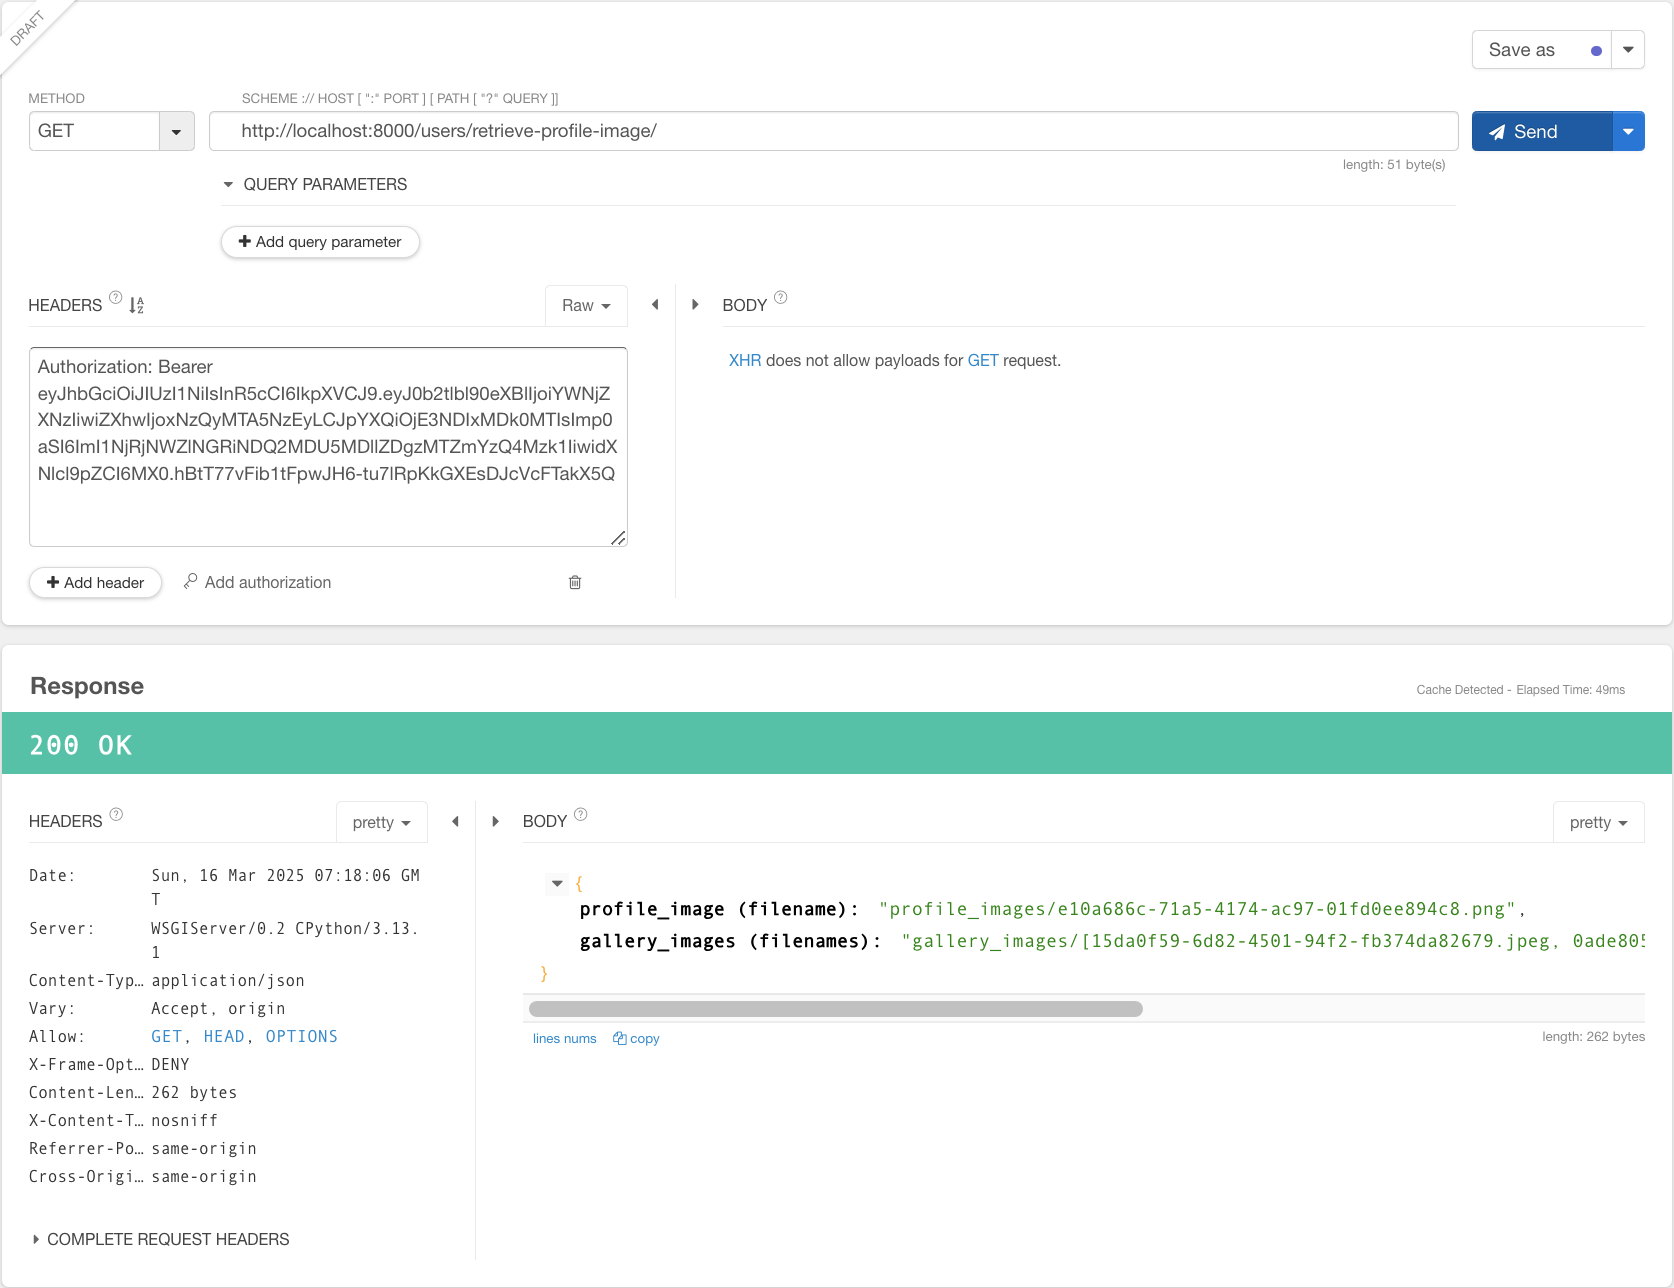 DRAFT
Save as
METHOD
SCHEME :// HOST [ ":" PORT ] [ PATH [ "?" QUERY ]]
GET
http://localhost:8000/users/retrieve-profile-image/
Send
length: 51 byte(s)
QUERY PARAMETERS
+ Add query parameter
HEADERS ? A Z
Raw
BODY ?
Authorization: Bearer
eyJhbGciOiJIUzI1NiIsInR5cCI6IkpXVCJ9.eyJ0b2tlbl90eXBlIjoiYWNjZ
XNzIiwiZXhwIjoxNzQyMTA5NzEyLCJpYXQiOjE3NDIxMDk0MTIsImp0
aSI6ImI1NjRjNWZlNGRiNDQ2MDU5MDllZDgzMTZmYzQ4Mzk1IiwidX
Nlcl9pZCI6MX0.hBtT77vFib1tFpwJH6-tu7lRpKkGXEsDJcVcFTakX5Q
XHR does not allow payloads for GET request.
+ Add header
Add authorization
Response
Cache Detected - Elapsed Time: 49ms
200 OK
HEADERS ?
pretty
BODY ?
pretty
Date: Sun, 16 Mar 2025 07:18:06 GM
T
Server: WSGIServer/0.2 CPython/3.13.
1
Content-Typ… application/json
Vary: Accept, origin
Allow: GET, HEAD, OPTIONS
X-Frame-Opt… DENY
Content-Len… 262 bytes
X-Content-T… nosniff
Referrer-Po… same-origin
Cross-Origi… same-origin
COMPLETE REQUEST HEADERS
{
profile_image (filename): "profile_images/e10a686c-71a5-4174-ac97-01fd0ee894c8.png",
gallery_images (filenames): "gallery_images/[15da0f59-6d82-4501-94f2-fb374da82679.jpeg, 0ade805
}
lines nums
copy
length: 262 bytes